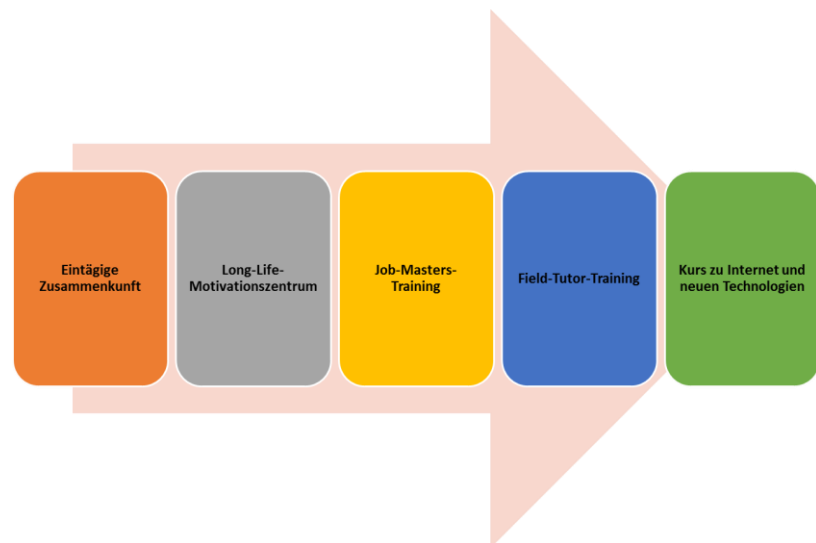 Eintägige
Zusammenkunft
Long-Life-
Motivationszentrum
Job-Masters-
Training
Field-Tutor-Training
Kurs zu Internet und
neuen Technologien